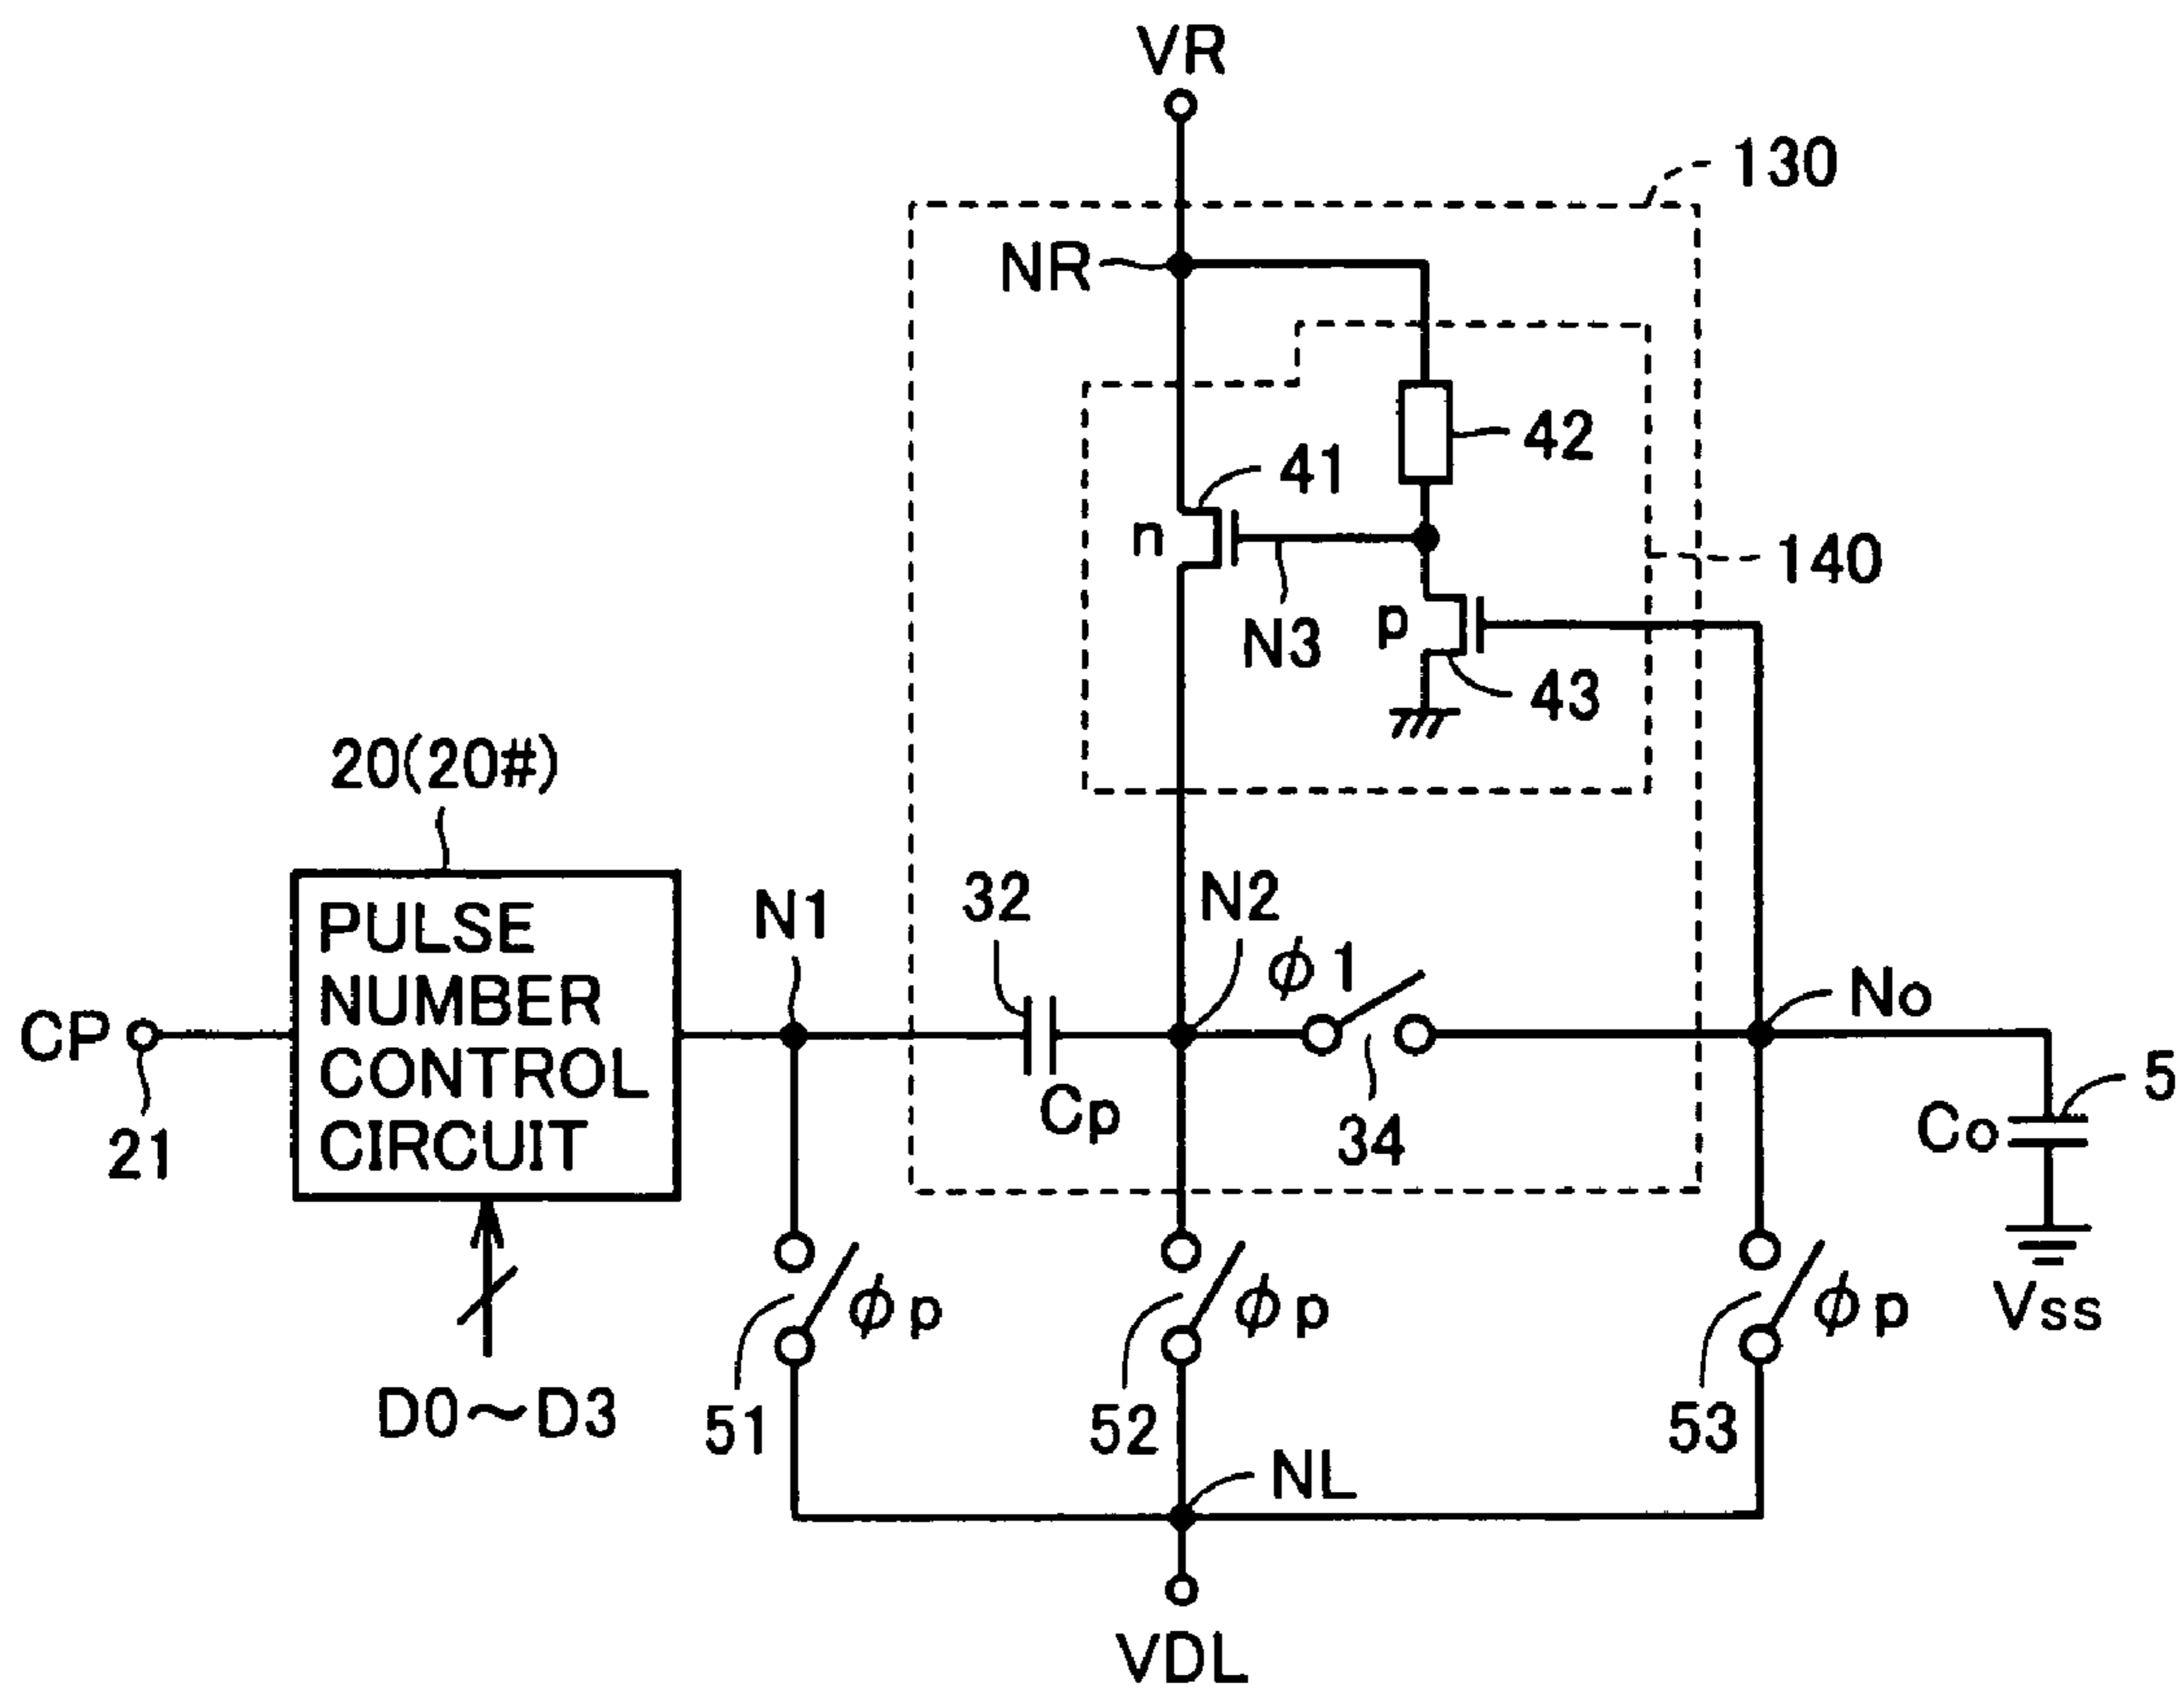 VR
130
NR
42
41
n
140
N3
p
43
20(20#)
PULSE
NUMBER
CONTROL
CIRCUIT
N1
32
N2
ϕ1
No
CP
21
Cp
34
Co
5
Vss
D0～D3
51
ϕp
52
ϕp
53
ϕp
NL
VDL